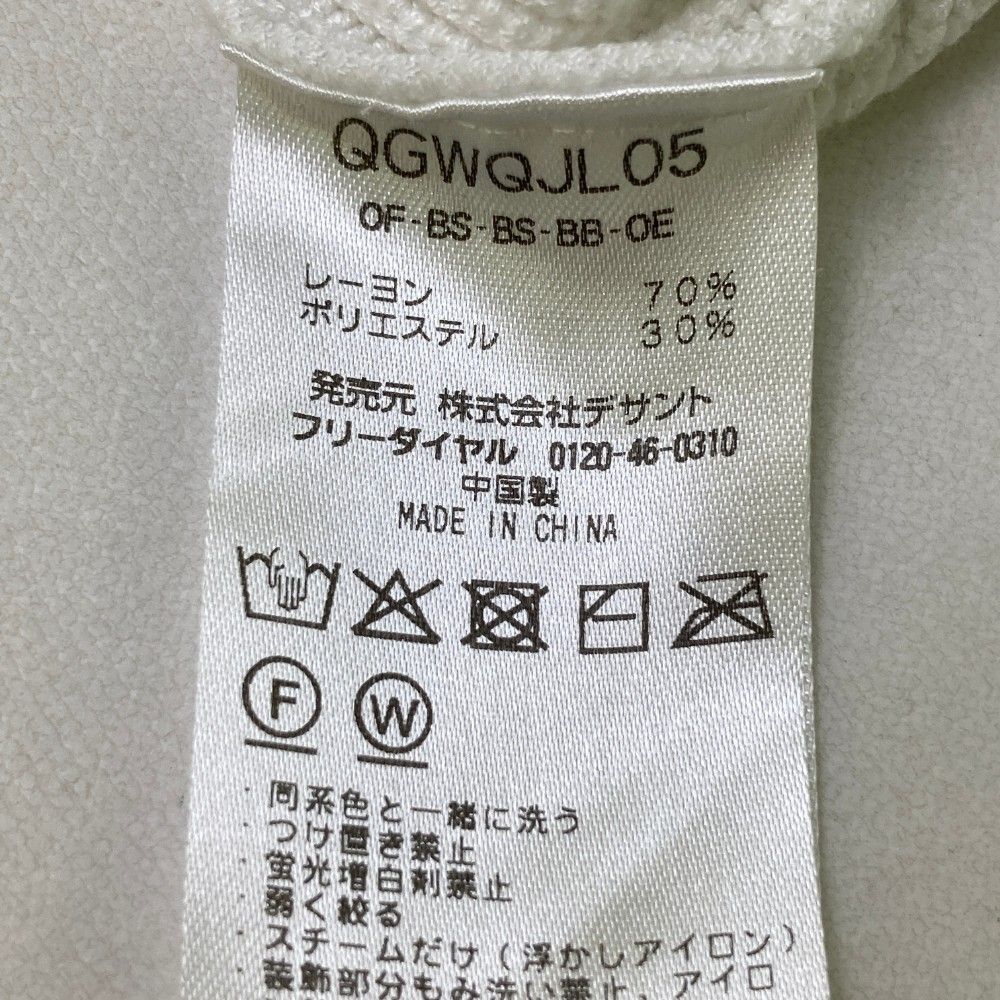 QGWQJL05
OF-BS-BS-BB-OE
レーヨン 70%
ポリエステル 30%
発売元 株式会社デサント
フリーダイヤル 0120-46-0310
中国製
MADE IN CHINA
F W
・同系色と一緒に洗う
・つけ置き禁止
・蛍光増白剤禁止
・弱く絞る
・スチームだけ(浮かしアイロン)
・装飾部分もみ洗い禁止、アイロ